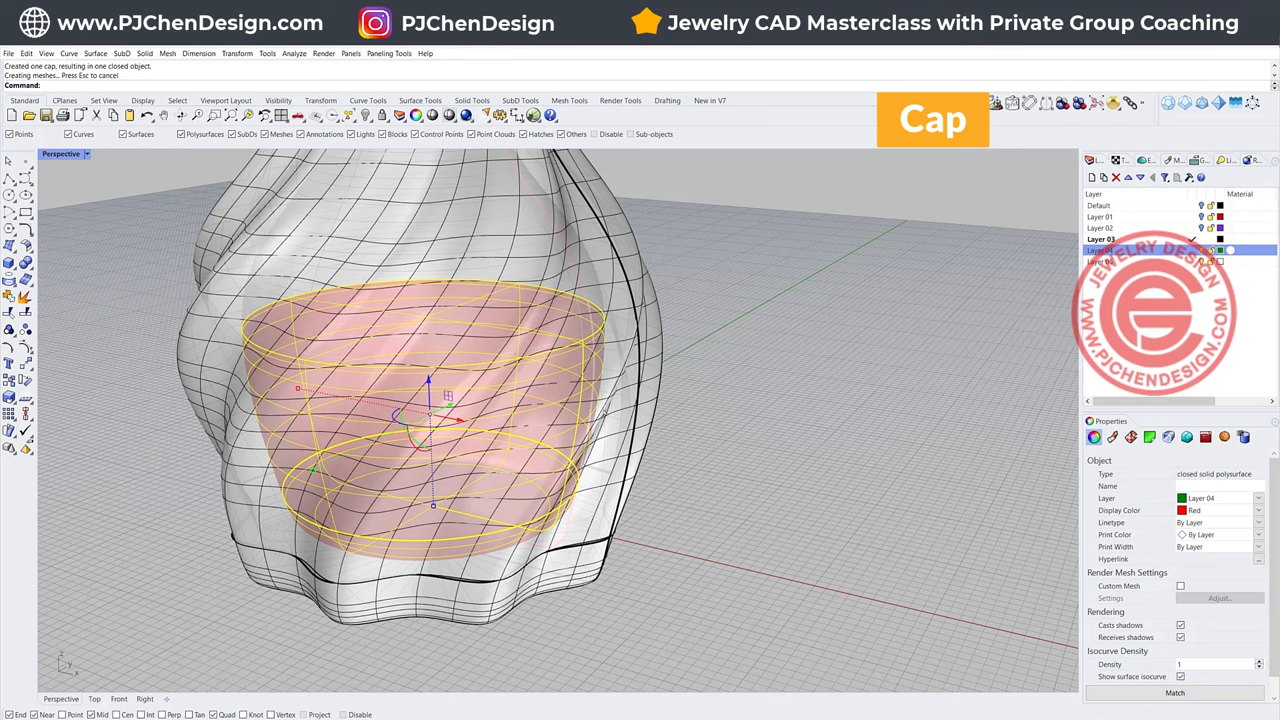 www.PJChenDesign.com PJChenDesign Jewelry CAD Masterclass with Private Group Coaching
File Edit View Curve Surface SubD Solid Mesh Dimension Transform Tools Analyze Render Panels Paneling Tools Help
Created one cap, resulting in one closed object.
Creating meshes... Press Esc to cancel
Command:
Standard CPlanes Set View Display Select Viewport Layout Visibility Transform Curve Tools Surface Tools Solid Tools SubD Tools Mesh Tools Render Tools Drafting New in V7
Cap
Points Curves Surfaces Polysurfaces SubDs Meshes Annotations Lights Blocks Control Points Point Clouds Hatches Others Disable Sub-objects
Perspective
Layer Material
Default
Layer 01
Layer 02
Layer 03
JEWELRY DESIGN
WWW.PJCHENDESIGN.COM
Properties
Object
Type closed solid polysurface
Name
Layer Layer 04
Display Color Red
Linetype By Layer
Print Color By Layer
Print Width By Layer
Hyperlink ...
Render Mesh Settings
Custom Mesh
Settings Adjust...
Rendering
Casts shadows
Receives shadows
Isocurve Density
Density 1
Show surface isocurve
Match
z
y
x
Perspective Top Front Right
End Near Point Mid Cen Int Perp Tan Quad Knot Vertex Project Disable